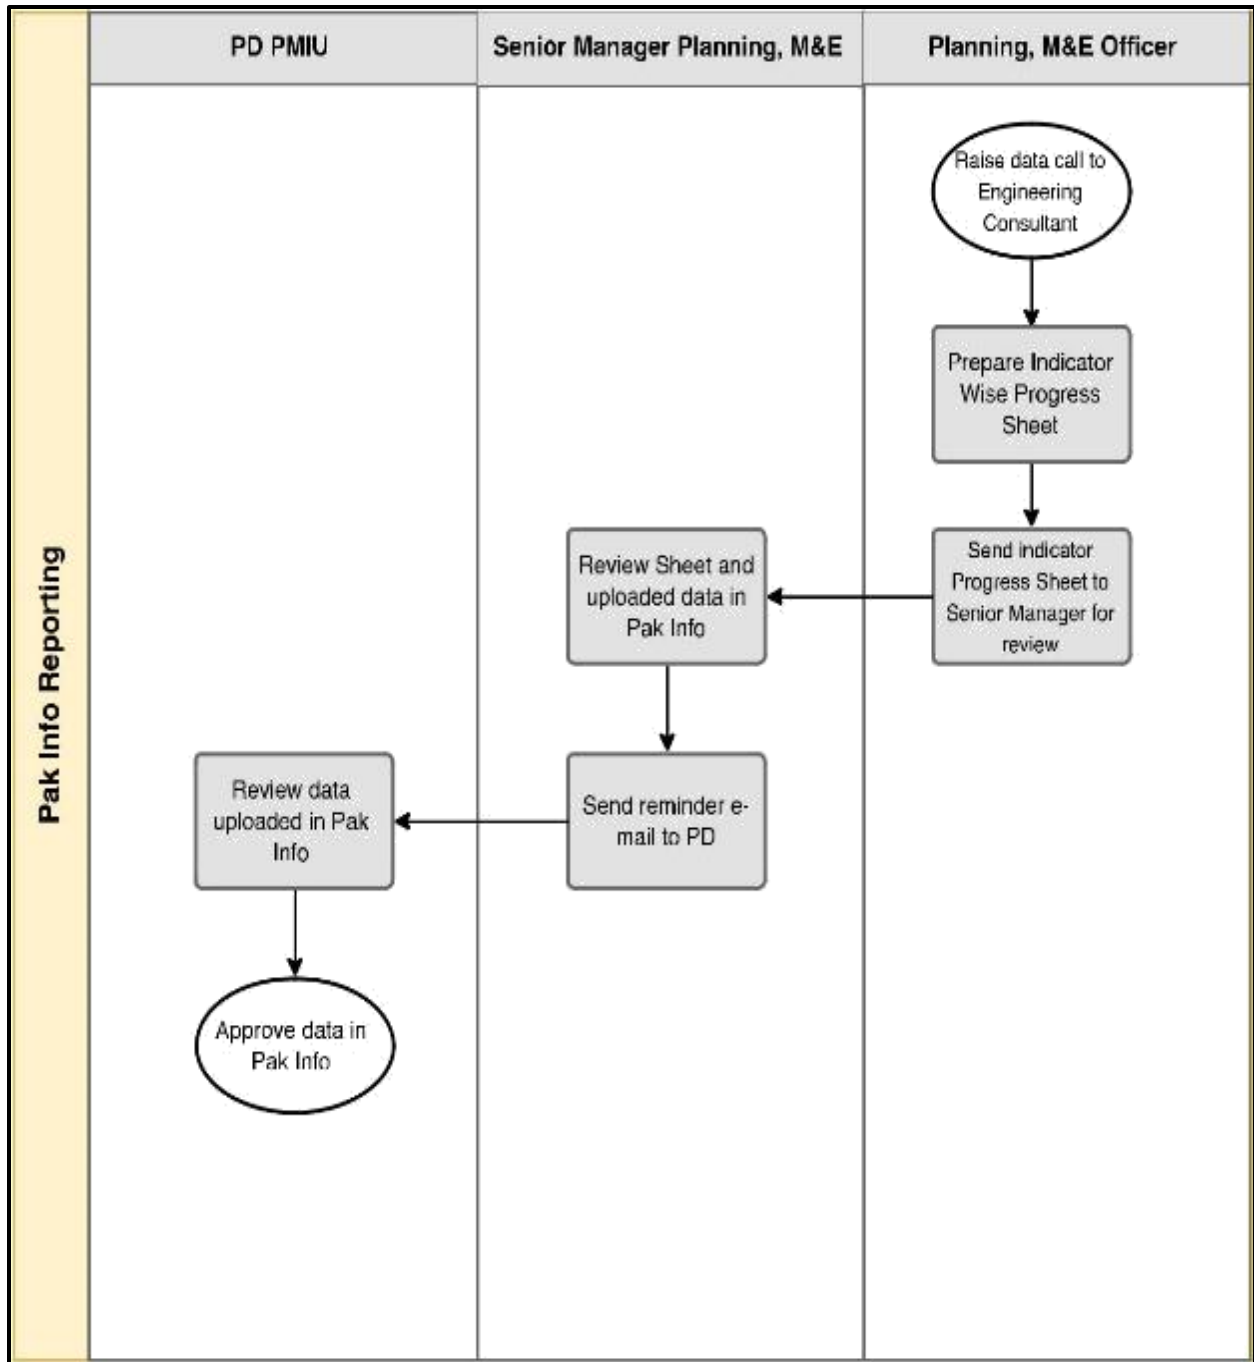 Pak Info Reporting
PD PMIU
Senior Manager Planning, M&E
Planning, M&E Officer
Raise data call to
Engineering
Consultant
Prepare Indicator
Wise Progress
Sheet
Send indicator
Progress Sheet to
Senior Manager for
review
Review Sheet and
uploaded data in
Pak Info
Send reminder e-
mail to PD
Review data
uploaded in Pak
Info
Approve data in
Pak Info